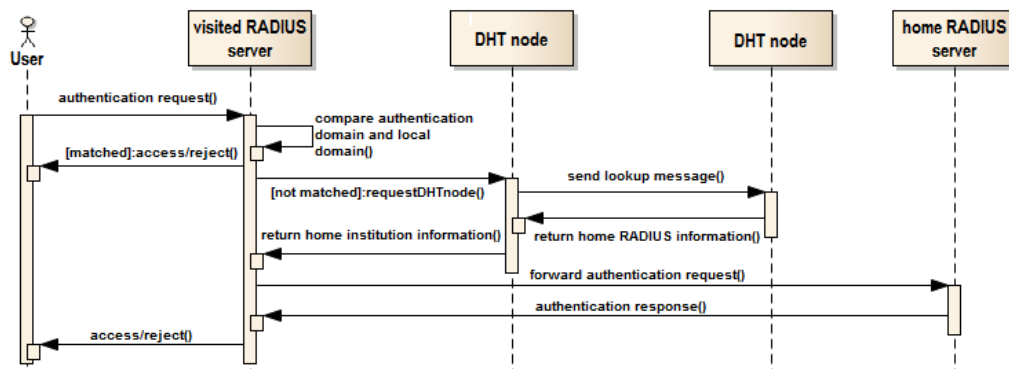 User
visited RADIUS
server
DHT node
DHT node
home RADIUS
server
authentication request()
compare authentication
domain and local
domain()
[matched]:access/reject()
[not matched]:requestDHTnode()
send lookup message()
return home RADIUS information()
return home institution information()
forward authentication request()
authentication response()
access/reject()